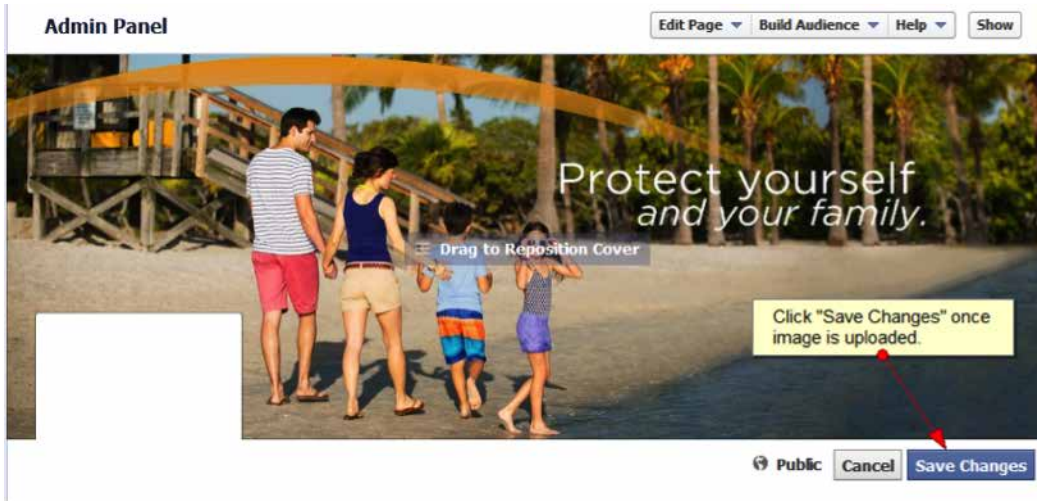 Admin Panel
Edit Page Build Audience Help Show
Protect yourself
and your family.
Drag to Reposition Cover
Click "Save Changes" once
image is uploaded.
Public Cancel Save Changes